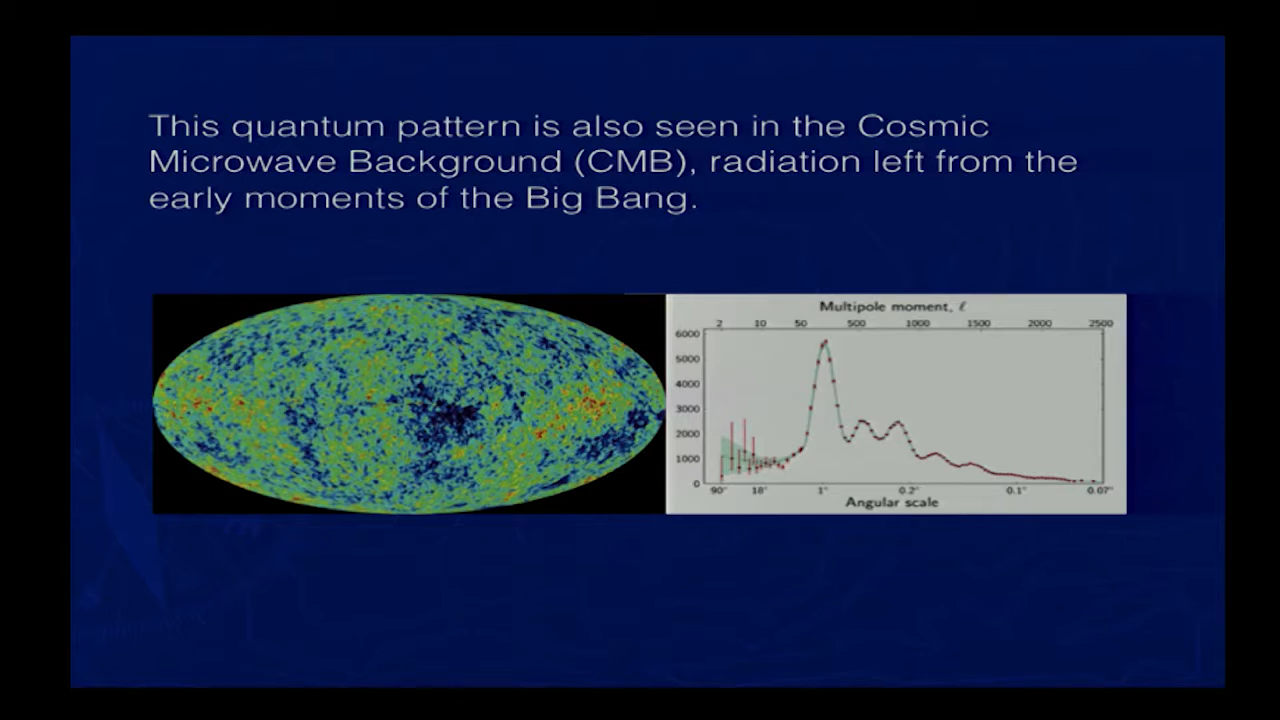 This quantum pattern is also seen in the Cosmic
Microwave Background (CMB), radiation left from the
early moments of the Big Bang.
Multipole moment, ℓ
2 10 50 500 1000 1500 2000 2500
6000
5000
4000
3000
2000
1000
0
90° 18° 1° 0.2° 0.1° 0.07°
Angular scale